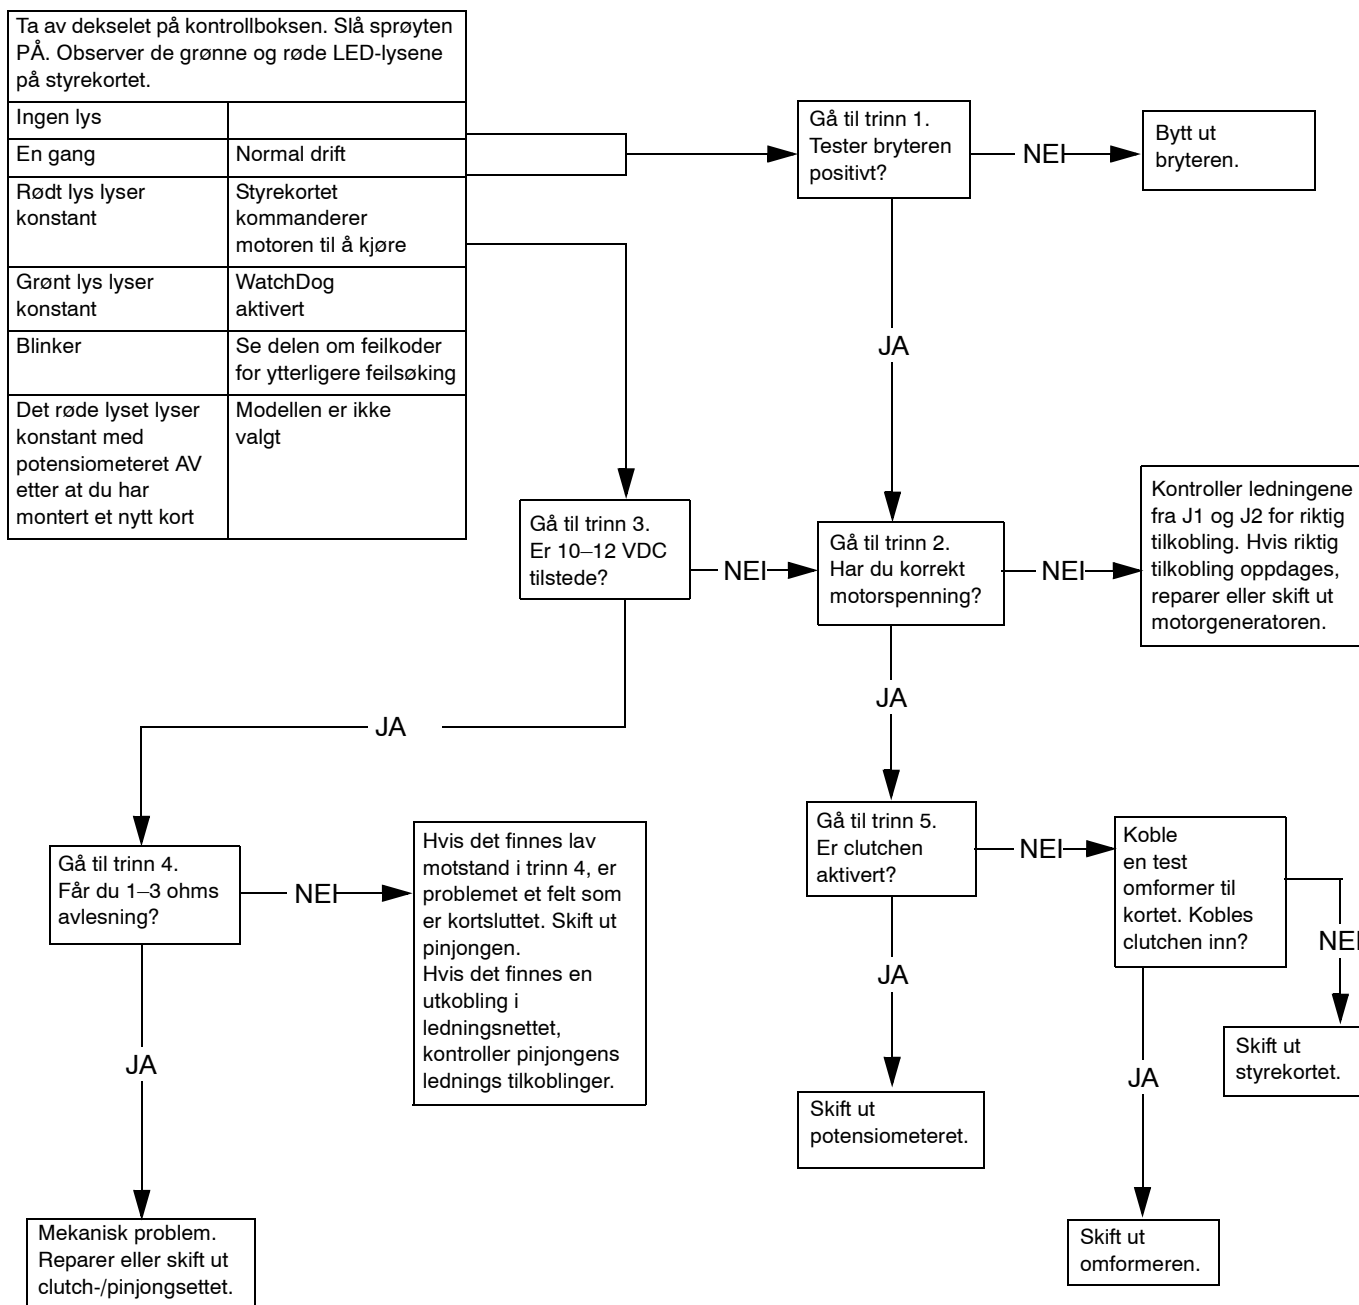 Ta av dekselet på kontrollboksen. Slå sprøyten
PÅ. Observer de grønne og røde LED-lysene
på styrekortet.
Ingen lys
En gang
Normal drift
Rødt lys lyser
konstant
Styrekortet
kommanderer
motoren til å kjøre
Grønt lys lyser
konstant
WatchDog
aktivert
Blinker
Se delen om feilkoder
for ytterligere feilsøking
Det røde lyset lyser
konstant med
potensiometeret AV
etter at du har
montert et nytt kort
Modellen er ikke
valgt
Gå til trinn 1.
Tester bryteren
positivt?
NEI
Bytt ut
bryteren.
JA
Gå til trinn 3.
Er 10–12 VDC
tilstede?
NEI
Gå til trinn 2.
Har du korrekt
motorspenning?
NEI
Kontroller ledningene
fra J1 og J2 for riktig
tilkobling. Hvis riktig
tilkobling oppdages,
reparer eller skift ut
motorgeneratoren.
JA
JA
Gå til trinn 4.
Får du 1–3 ohms
avlesning?
NEI
Hvis det finnes lav
motstand i trinn 4, er
problemet et felt som
er kortsluttet. Skift ut
pinjongen.
Hvis det finnes en
utkobling i
ledningsnettet,
kontroller pinjongens
lednings tilkoblinger.
Gå til trinn 5.
Er clutchen
aktivert?
NEI
Koble
en test
omformer til
kortet. Kobles
clutchen inn?
NEI
JA
JA
JA
Skift ut
styrekortet.
Skift ut
potensiometeret.
Mekanisk problem.
Reparer eller skift ut
clutch-/pinjongsettet.
Skift ut
omformeren.